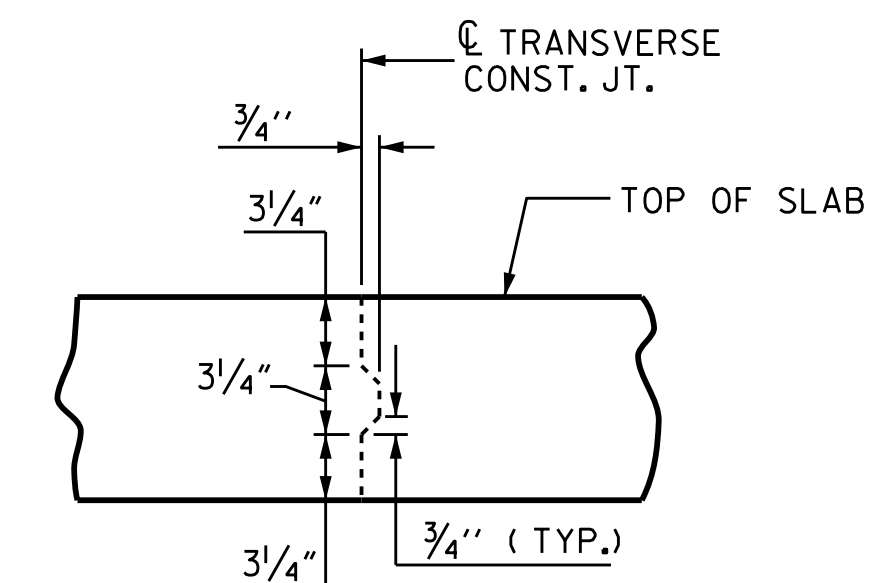 ℄ TRANSVERSE
CONST. JT.
3/4''
3 1/4"
TOP OF SLAB
3 1/4"
3/4'' (TYP.)
3 1/4"